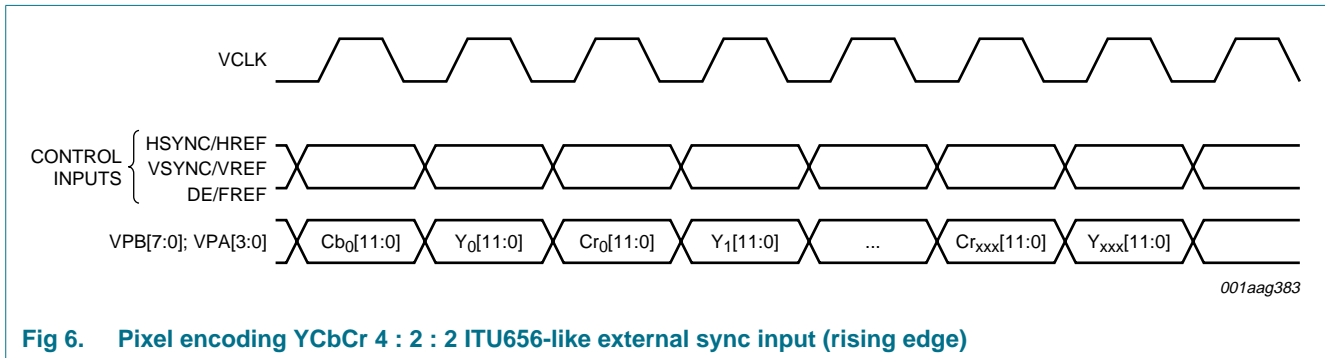 VCLK
CONTROL INPUTS
HSYNC/HREF
VSYNC/VREF
DE/FREF
VPB[7:0]; VPA[3:0] Cb0[11:0] Y0[11:0] Cr0[11:0] Y1[11:0] ... Crxxx[11:0] Yxxx[11:0]
001aag383
Fig 6. Pixel encoding YCbCr 4 : 2 : 2 ITU656-like external sync input (rising edge)